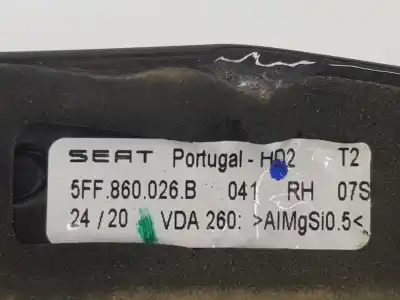 SEAT Portugal - H02 T2
5FF.860.026.B 041 RH 07S
24/20 VDA 260: >AlMgSi0.5<